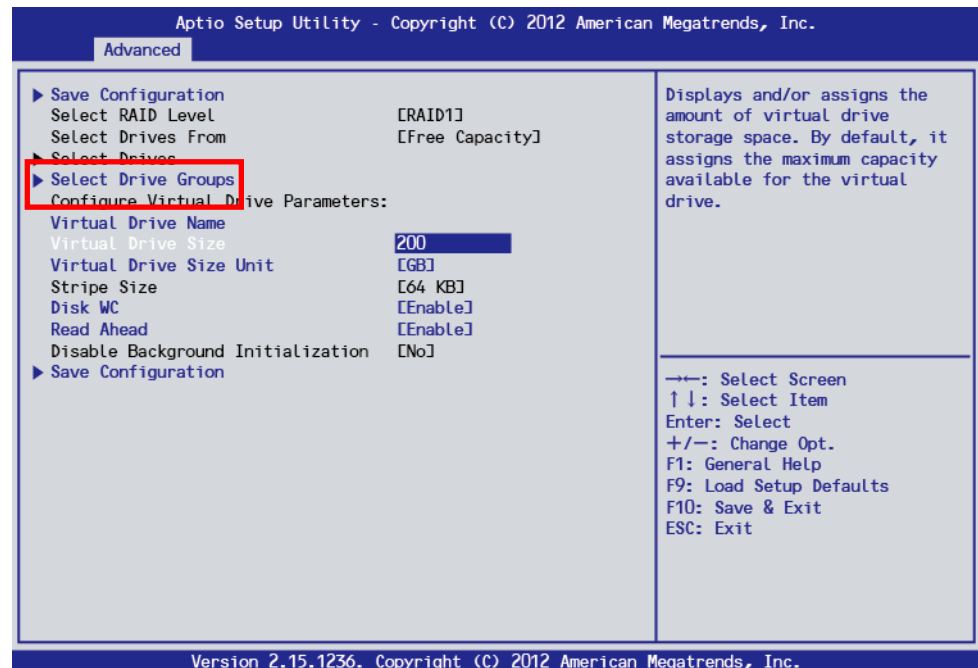 Aptio Setup Utility - Copyright (C) 2012 American Megatrends, Inc.
Advanced
Save Configuration
Select RAID Level [RAID1]
Select Drives From [Free Capacity]
Select Drives
Select Drive Groups
Configure Virtual Drive Parameters:
Virtual Drive Name
Virtual Drive Size 200
Virtual Drive Size Unit [GB]
Stripe Size [64 KB]
Disk WC [Enable]
Read Ahead [Enable]
Disable Background Initialization [No]
Save Configuration
Displays and/or assigns the
amount of virtual drive
storage space. By default, it
assigns the maximum capacity
available for the virtual
drive.
→←: Select Screen
↑↓: Select Item
Enter: Select
+/-: Change Opt.
F1: General Help
F9: Load Setup Defaults
F10: Save & Exit
ESC: Exit
Version 2.15.1236. Copyright (C) 2012 American Megatrends, Inc.